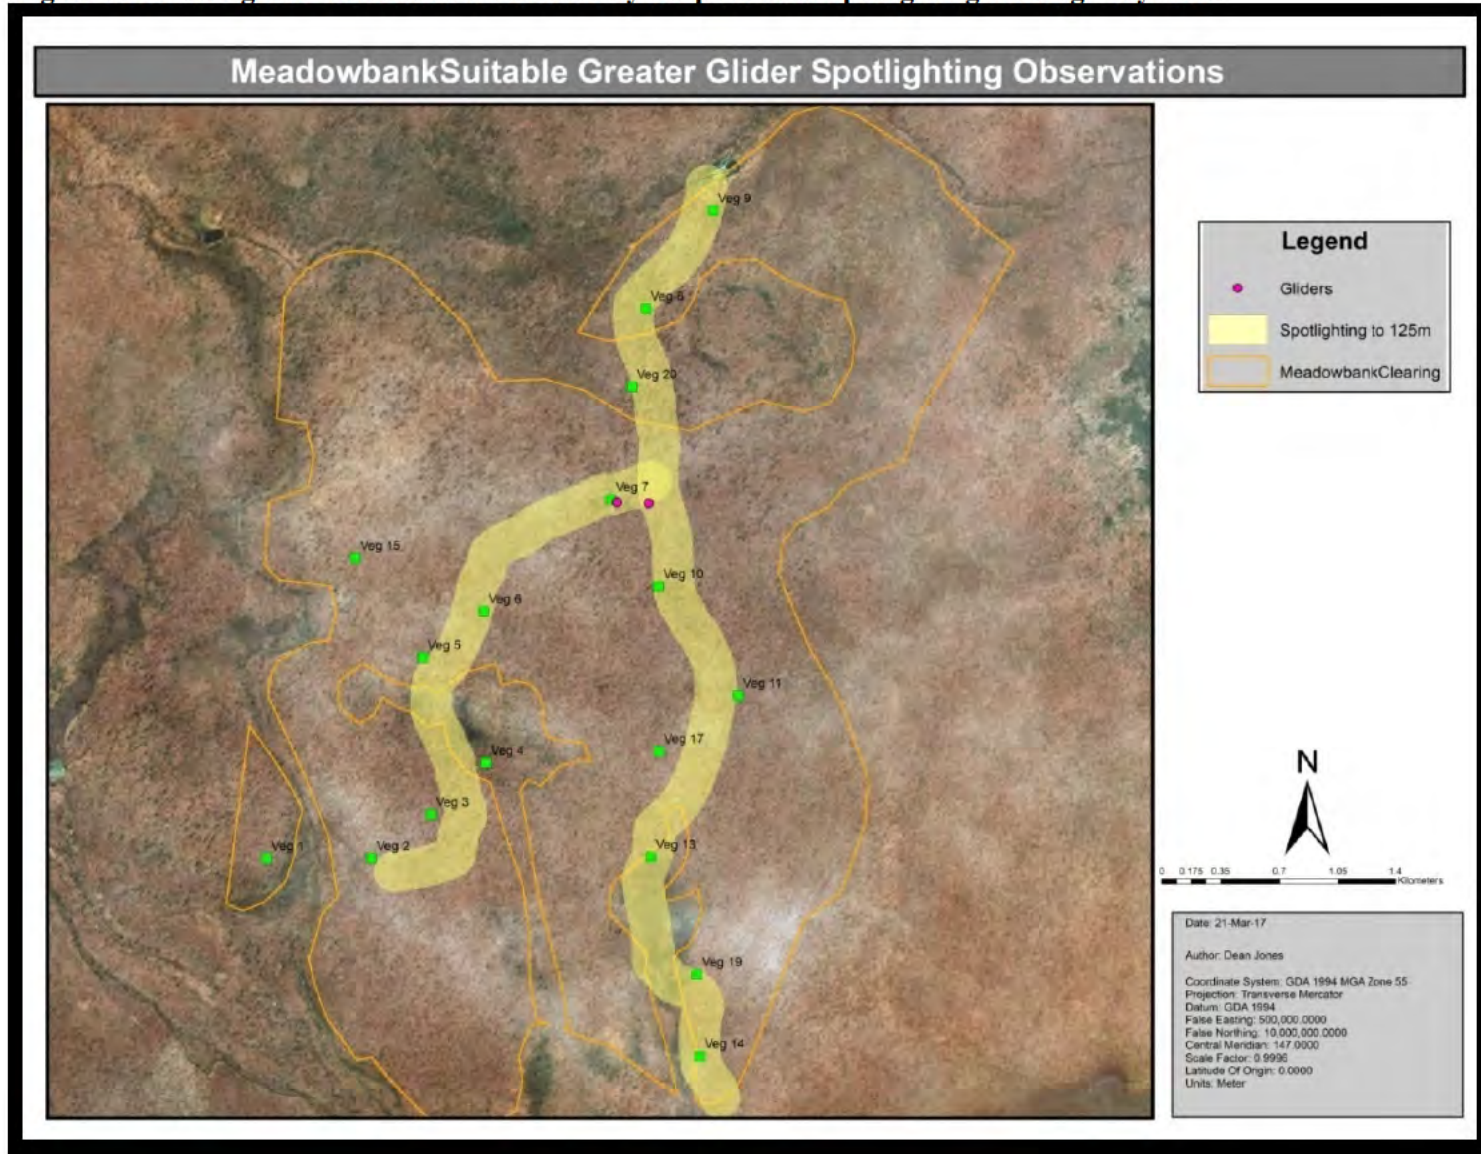 MeadowbankSuitable Greater Glider Spotlighting Observations
Veg 9
Veg 8
Veg 20
Veg 7
Veg 15
Veg 10
Veg 6
Veg 5
Veg 11
Veg 17
Veg 4
Veg 3
Veg 1
Veg 2
Veg 13
Veg 19
Veg 14
Legend
Gliders
Spotlighting to 125m
MeadowbankClearing
N
0 0.175 0.35 0.7 1.05 1.4
Kilometers
Date: 21-Mar-17
Author: Dean Jones
Coordinate System: GDA 1994 MGA Zone 55
Projection: Transverse Mercator
Datum: GDA 1994
False Easting: 500,000.0000
False Northing: 10,000,000.0000
Central Meridian: 147.0000
Scale Factor: 0.9996
Latitude Of Origin: 0.0000
Units: Meter